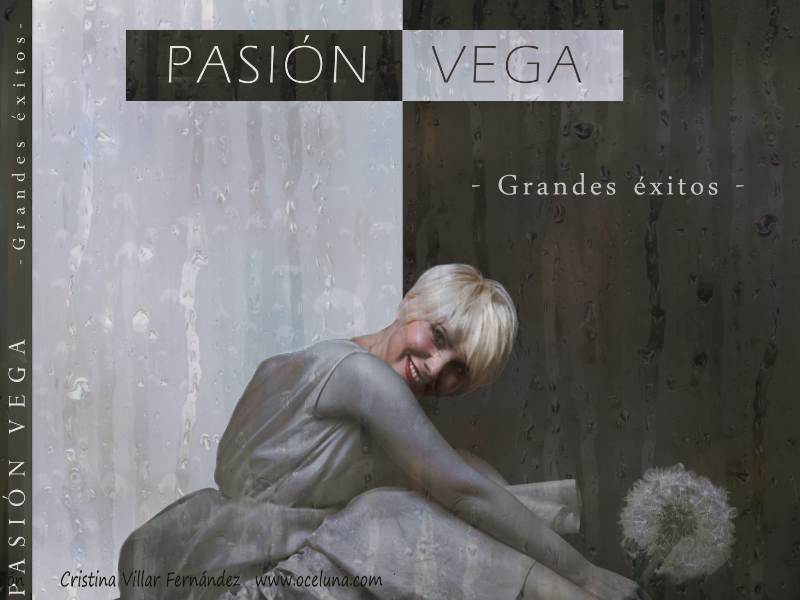 PASIÓN VEGA
- Grandes éxitos -
PASIÓN VEGA - Grandes éxitos -
Cristina Villar Fernández www.oceluna.com